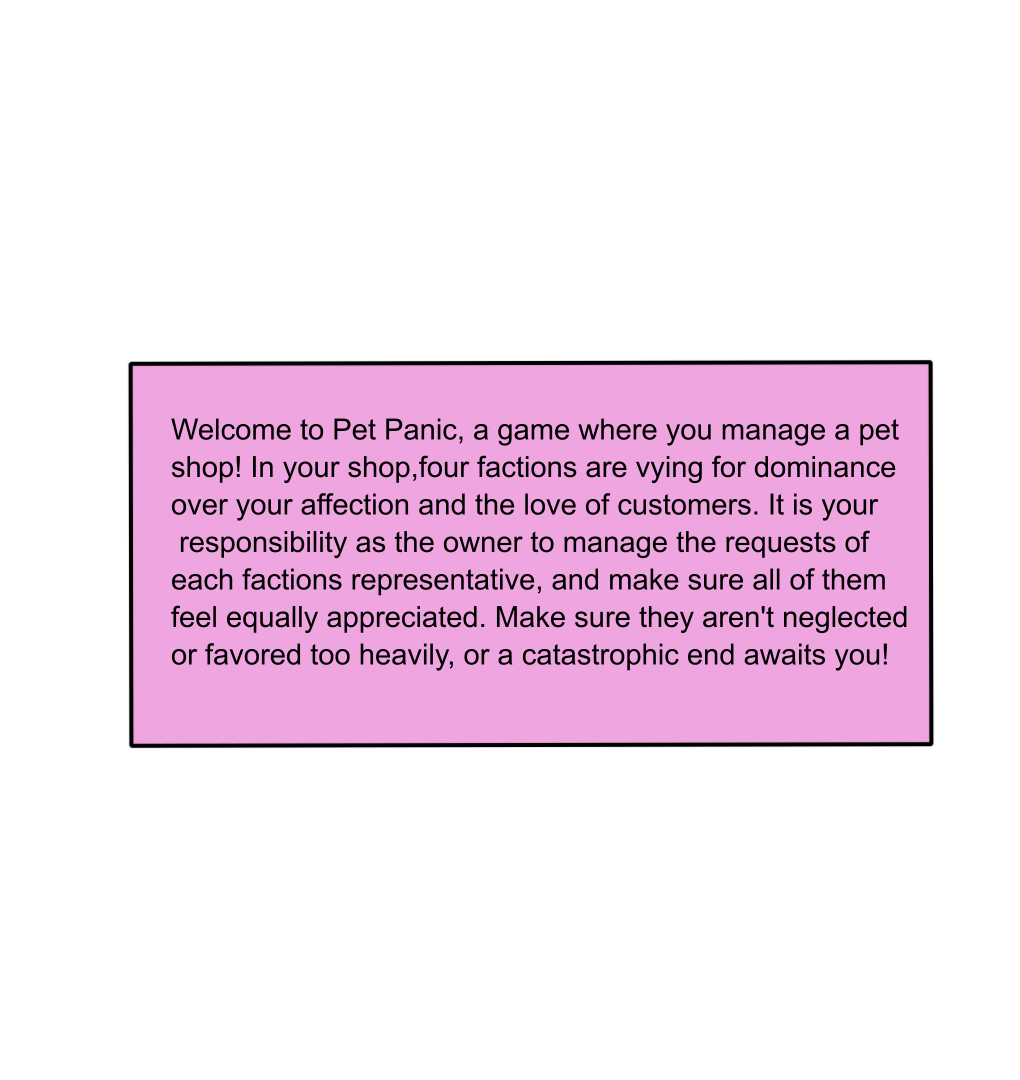 Welcome to Pet Panic, a game where you manage a pet
shop! In your shop,four factions are vying for dominance
over your affection and the love of customers. It is your
responsibility as the owner to manage the requests of
each factions representative, and make sure all of them
feel equally appreciated. Make sure they aren't neglected
or favored too heavily, or a catastrophic end awaits you!